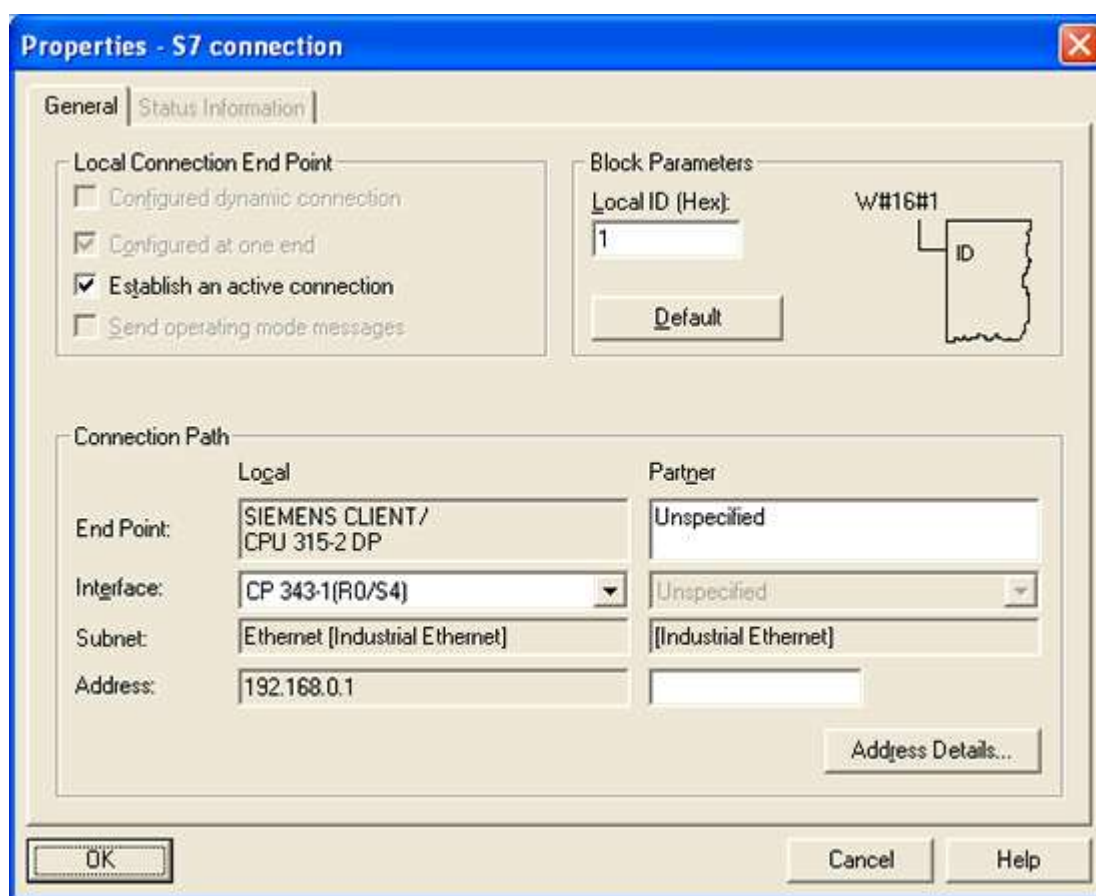 Properties - S7 connection
General
Status Information
Local Connection End Point
Configured dynamic connection
Configured at one end
Establish an active connection
Send operating mode messages
Block Parameters
Local ID (Hex):
1
W#16#1
ID
Default
Connection Path
Local
Partner
End Point:
SIEMENS CLIENT/
CPU 315-2 DP
Unspecified
Interface:
CP 343-1(R0/S4)
Unspecified
Subnet:
Ethernet [Industrial Ethernet]
[Industrial Ethernet]
Address:
192.168.0.1
Address Details...
OK
Cancel
Help